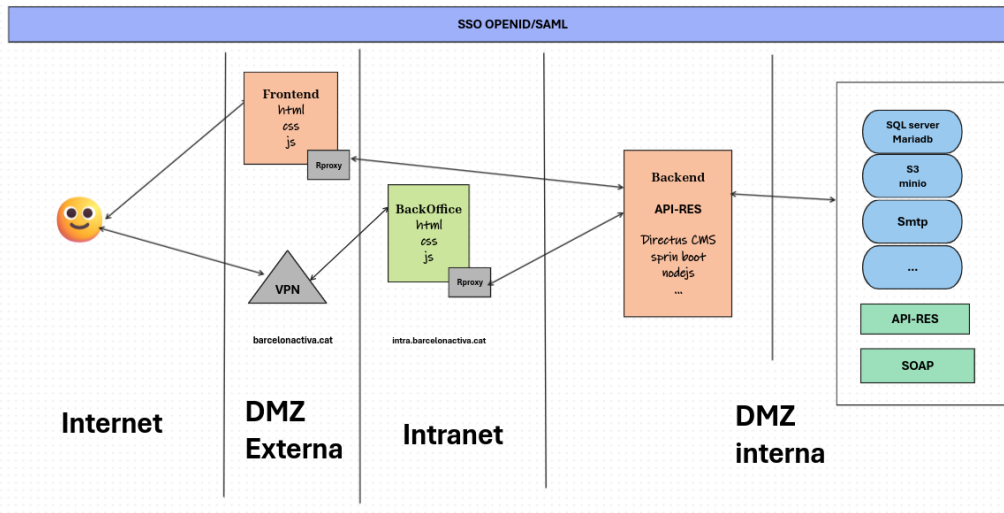 SSO OPENID/SAML
Frontend
html
css
js
Rproxy
VPN
barcelonactiva.cat
BackOffice
html
css
js
Rproxy
intra.barcelonactiva.cat
Backend
API-RES
Directus CMS
sprin boot
nodejs
...
SQL server
Mariadb
S3
minio
Smtp
...
API-RES
SOAP
Internet
DMZ
Externa
Intranet
DMZ
interna